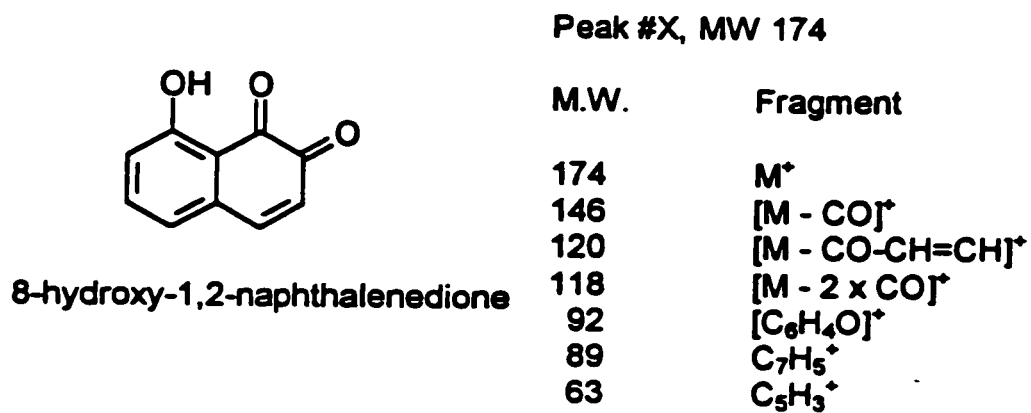 Peak #X, MW 174
OH O
O
M.W. Fragment
174 M⁺
146 [M - CO]⁺
120 [M - CO-CH=CH]⁺
118 [M - 2 x CO]⁺
92 [C₆H₄O]⁺
89 C₇H₅⁺
63 C₅H₃⁺
8-hydroxy-1,2-naphthalenedione